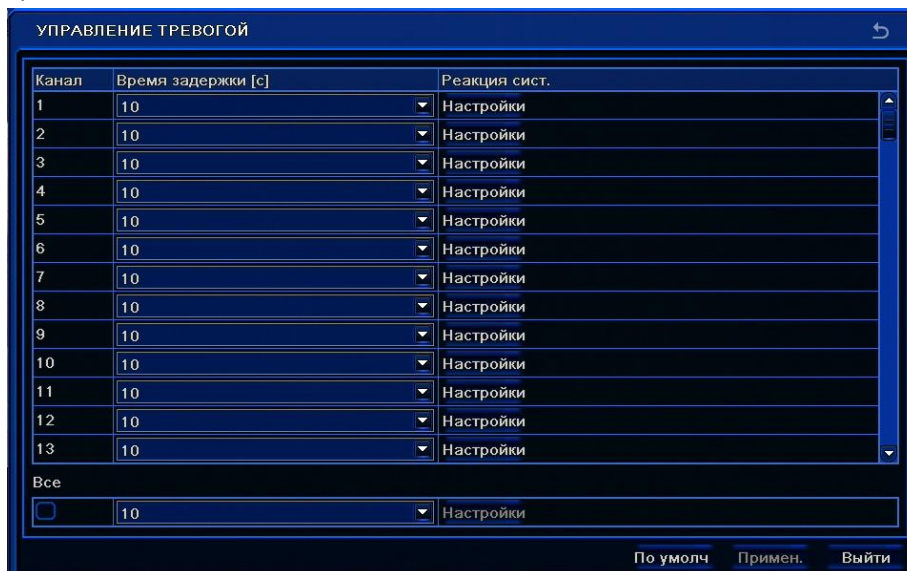 УПРАВЛЕНИЕ ТРЕВОГОЙ
Канал Время задержки [с] Реакция сист.
1 10 Настройки
2 10 Настройки
3 10 Настройки
4 10 Настройки
5 10 Настройки
6 10 Настройки
7 10 Настройки
8 10 Настройки
9 10 Настройки
10 10 Настройки
11 10 Настройки
12 10 Настройки
13 10 Настройки
Все
10 Настройки
По умолч Примен. Выйти